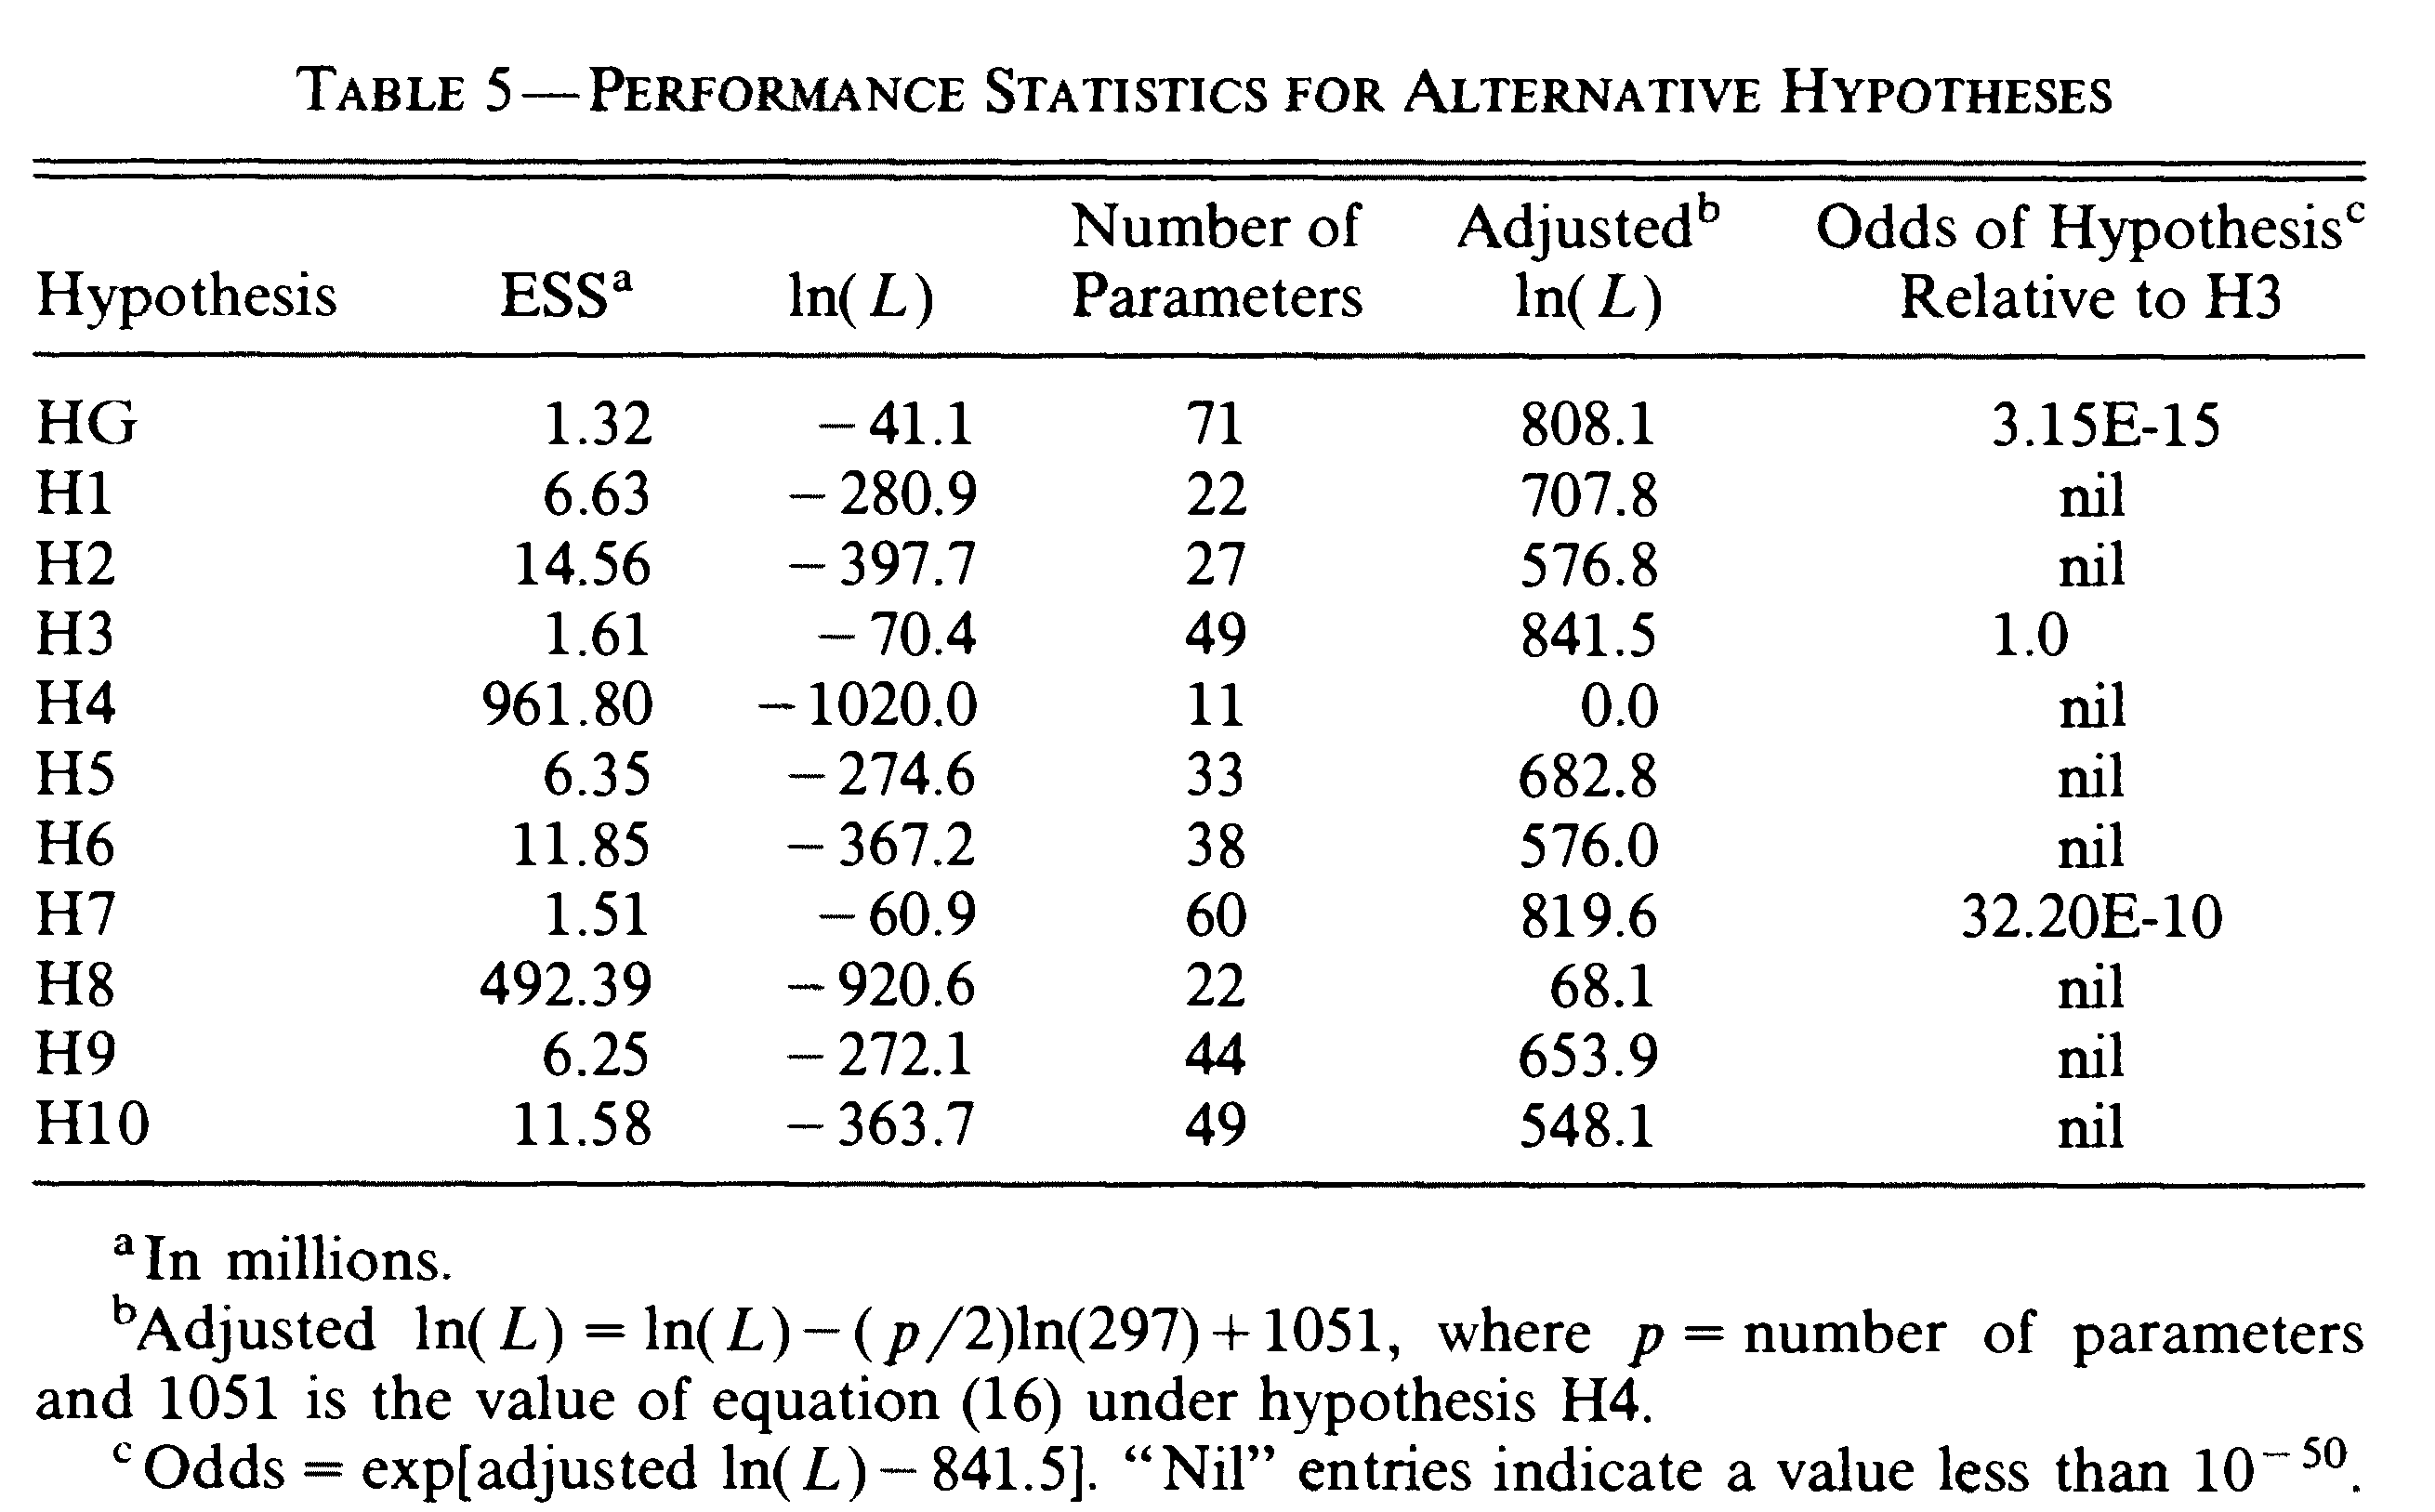 TABLE 5—PERFORMANCE STATISTICS FOR ALTERNATIVE HYPOTHESES
Number of Adjusted^b Odds of Hypothesis^c
Hypothesis ESS^a ln(L) Parameters ln(L) Relative to H3
HG 1.32 −41.1 71 808.1 3.15E-15
H1 6.63 −280.9 22 707.8 nil
H2 14.56 −397.7 27 576.8 nil
H3 1.61 −70.4 49 841.5 1.0
H4 961.80 −1020.0 11 0.0 nil
H5 6.35 −274.6 33 682.8 nil
H6 11.85 −367.2 38 576.0 nil
H7 1.51 −60.9 60 819.6 32.20E-10
H8 492.39 −920.6 22 68.1 nil
H9 6.25 −272.1 44 653.9 nil
H10 11.58 −363.7 49 548.1 nil
^a In millions.
^b Adjusted ln(L) = ln(L) − (p/2)ln(297) + 1051, where p = number of parameters
and 1051 is the value of equation (16) under hypothesis H4.
^c Odds = exp[adjusted ln(L) − 841.5]. “Nil” entries indicate a value less than 10^−50.